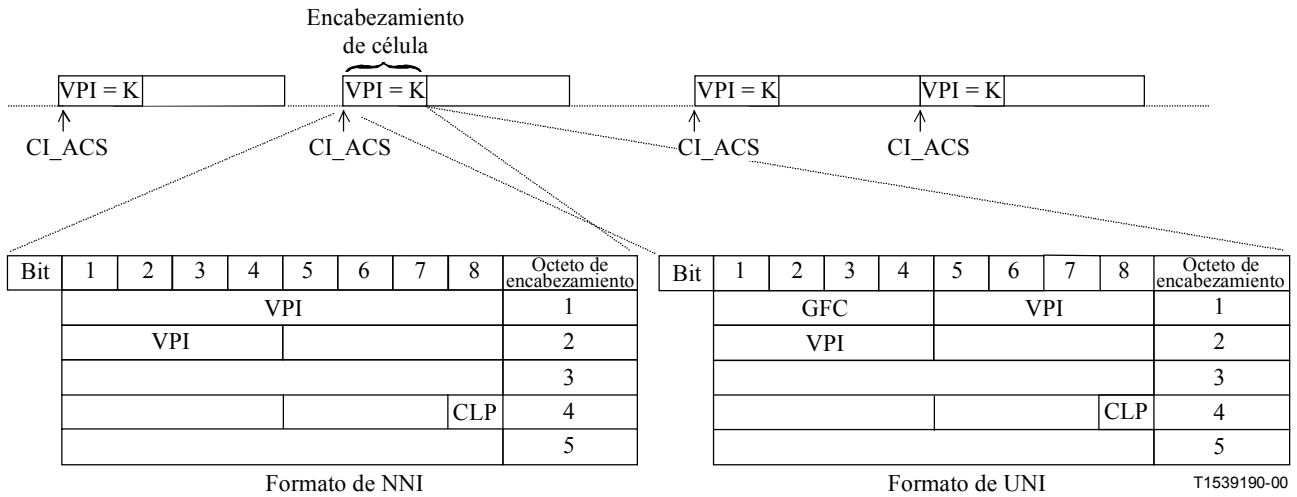 Encabezamiento
de célula
VPI = K VPI = K VPI = K VPI = K
CI_ACS CI_ACS CI_ACS CI_ACS
Bit 1 2 3 4 5 6 7 8 Octeto de encabezamiento
VPI 1
VPI 2
3
CLP 4
5
Formato de NNI
Bit 1 2 3 4 5 6 7 8 Octeto de encabezamiento
GFC VPI 1
VPI 2
3
CLP 4
5
Formato de UNI
T1539190-00